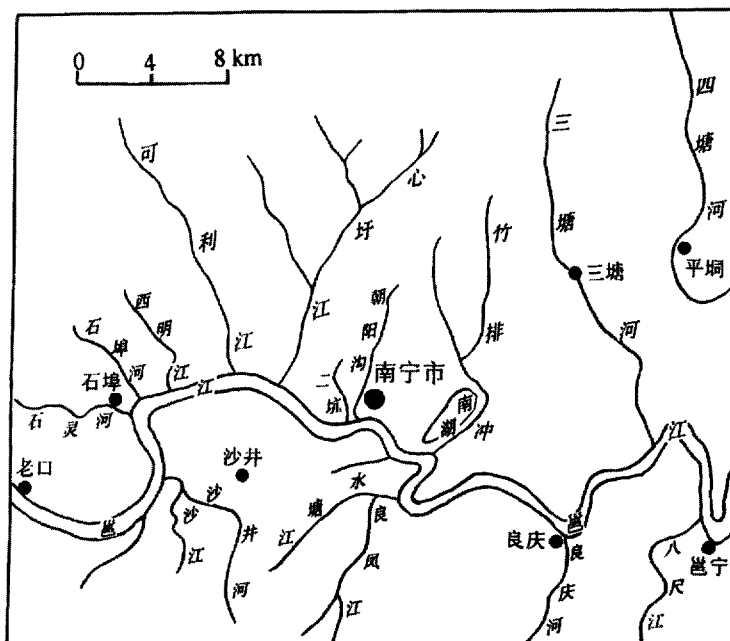 0 4 8 km
可利江
心圩江
三塘河
四塘河
平垌
三塘
竹排冲
朝阳沟
二坑
南宁市
南湖
西明江
石埠河
石埠
石灵河
老口
江
邕
沙井
沙井河
沙江
水塘江
良凤江
良庆
邕
良庆河
江
八尺江
邕宁